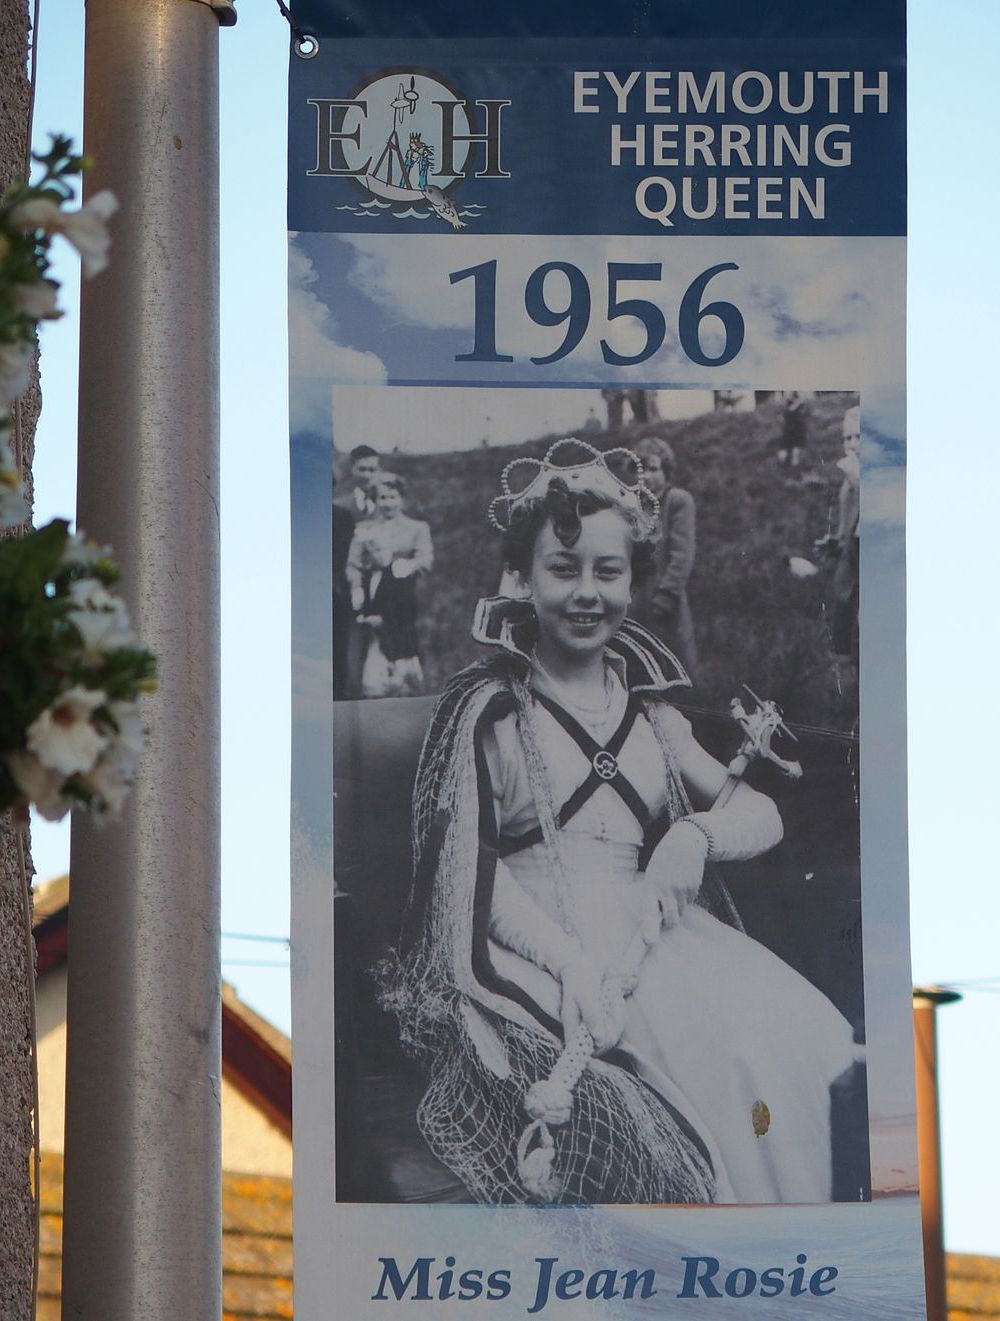 EH
EYEMOUTH
HERRING
QUEEN
1956
Miss Jean Rosie